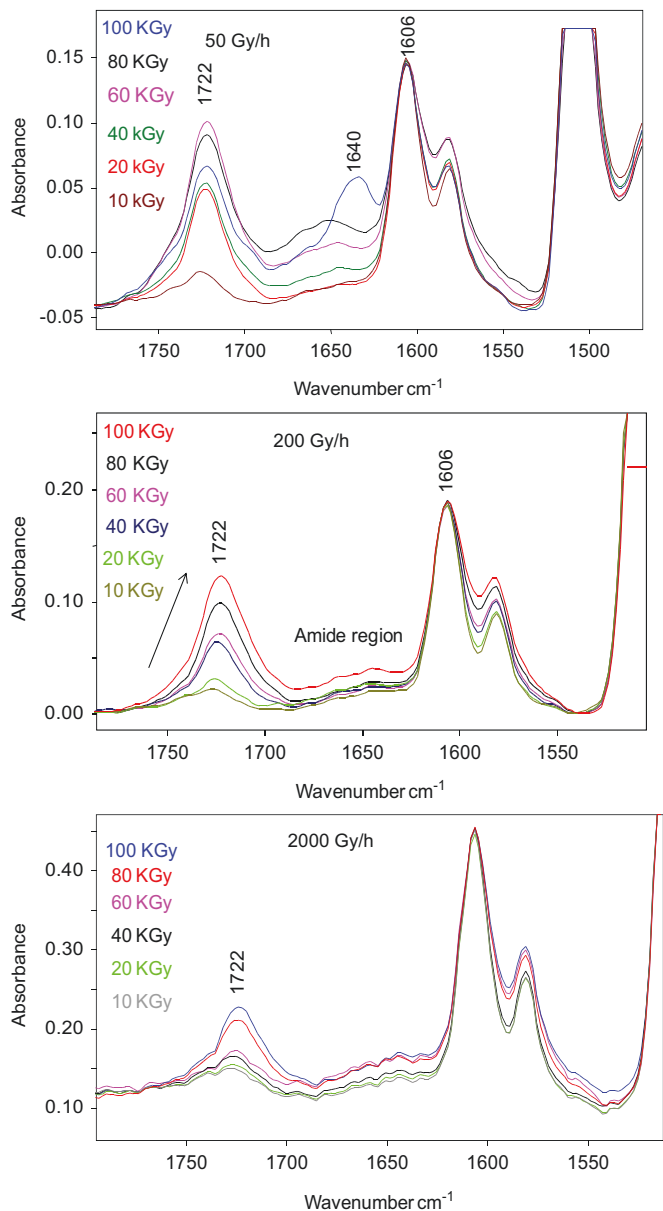 100 KGy
50 Gy/h
80 KGy
60 KGy
40 kGy
20 kGy
10 kGy
1722
1640
1606
0.15
0.10
0.05
0.00
-0.05
Absorbance
1750
1700
1650
1600
1550
1500
Wavenumber cm-1
100 KGy
200 Gy/h
80 KGy
60 KGy
40 KGy
20 KGy
10 KGy
1722
1606
Amide region
0.20
0.10
0.00
Absorbance
1750
1700
1650
1600
1550
Wavenumber cm-1
100 KGy
2000 Gy/h
80 KGy
60 KGy
40 KGy
20 KGy
10 KGy
1722
0.40
0.30
0.20
0.10
Absorbance
1750
1700
1650
1600
1550
Wavenumber cm-1